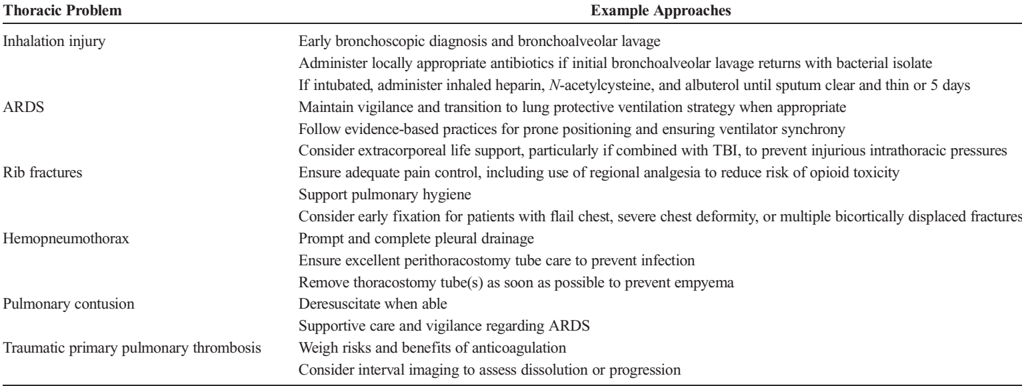 Thoracic Problem Example Approaches
Inhalation injury Early bronchoscopic diagnosis and bronchoalveolar lavage
Administer locally appropriate antibiotics if initial bronchoalveolar lavage returns with bacterial isolate
If intubated, administer inhaled heparin, N-acetylcysteine, and albuterol until sputum clear and thin or 5 days
ARDS Maintain vigilance and transition to lung protective ventilation strategy when appropriate
Follow evidence-based practices for prone positioning and ensuring ventilator synchrony
Consider extracorporeal life support, particularly if combined with TBI, to prevent injurious intrathoracic pressures
Rib fractures Ensure adequate pain control, including use of regional analgesia to reduce risk of opioid toxicity
Support pulmonary hygiene
Consider early fixation for patients with flail chest, severe chest deformity, or multiple bicortically displaced fractures
Hemopneumothorax Prompt and complete pleural drainage
Ensure excellent perithoracostomy tube care to prevent infection
Remove thoracostomy tube(s) as soon as possible to prevent empyema
Pulmonary contusion Deresuscitate when able
Supportive care and vigilance regarding ARDS
Traumatic primary pulmonary thrombosis Weigh risks and benefits of anticoagulation
Consider interval imaging to assess dissolution or progression